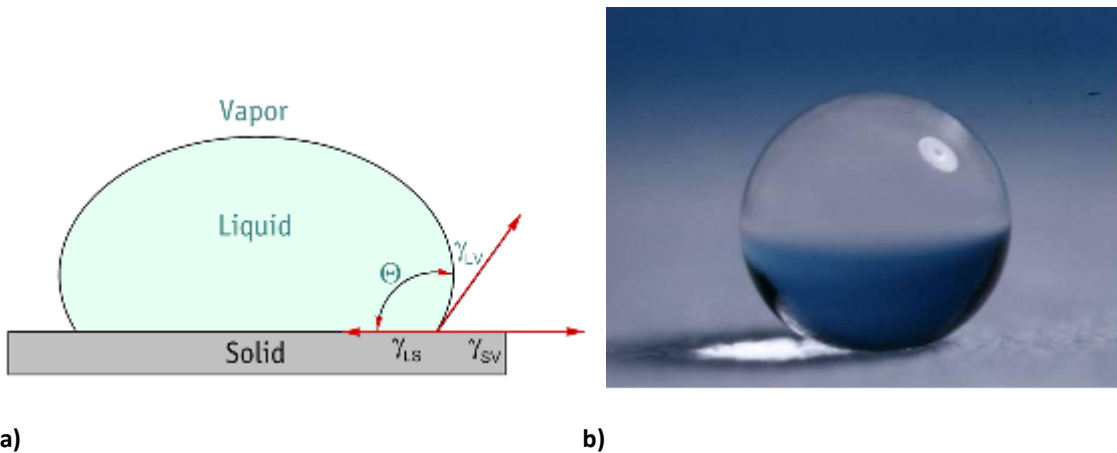 Vapor
Liquid
Θ
γLV
Solid
γLS
γSV
a)
b)